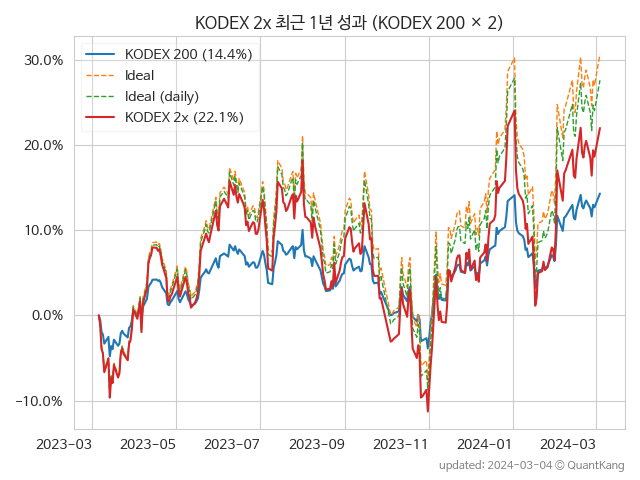 KODEX 2x 최근 1년 성과 (KODEX 200 × 2)
KODEX 200 (14.4%)
Ideal
Ideal (daily)
KODEX 2x (22.1%)
30.0%
20.0%
10.0%
0.0%
−10.0%
2023-03 2023-05 2023-07 2023-09 2023-11 2024-01 2024-03
updated: 2024-03-04 © QuantKang